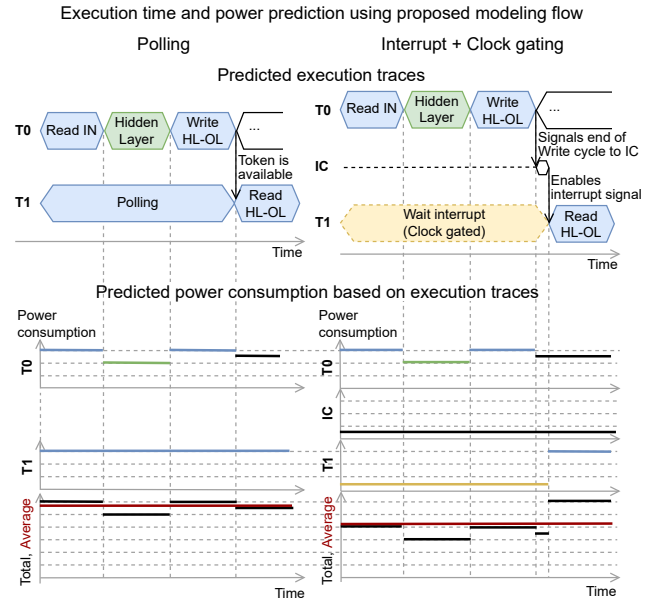 Execution time and power prediction using proposed modeling flow
Polling
Interrupt + Clock gating
Predicted execution traces
T0
Read IN
Hidden
Layer
Write
HL-OL
...
Token is
available
T1
Polling
Read
HL-OL
Time
T0
Read IN
Hidden
Layer
Write
HL-OL
...
Signals end of
Write cycle to IC
IC
Enables
interrupt signal
T1
Wait interrupt
(Clock gated)
Read
HL-OL
Time
Predicted power consumption based on execution traces
Power
consumption
T0
T1
Total, Average
Time
Power
consumption
T0
IC
T1
Total, Average
Time